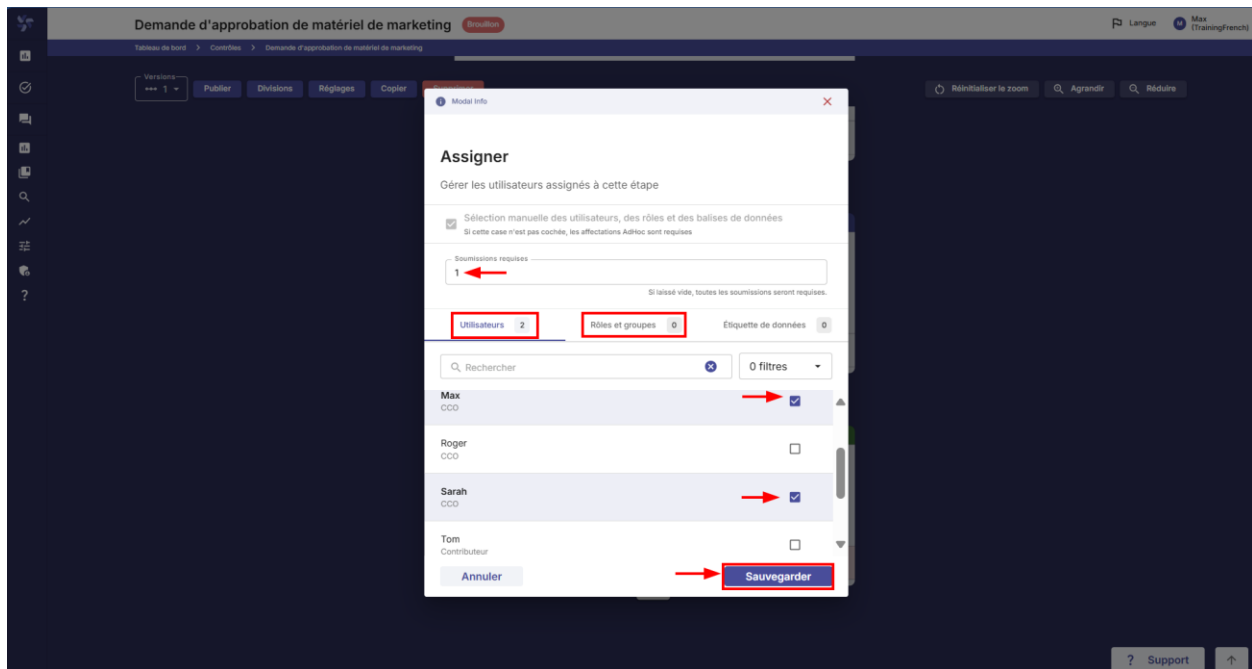 Demande d'approbation de matériel de marketing Brouillon
Langue
M
Max
(TrainingFrench)
Tableau de bord > Contrôles > Demande d'approbation de matériel de marketing
Versions
1
Publier
Divisions
Réglages
Copier
Réinitialiser le zoom
Agrandir
Réduire
Modal Info
Assigner
Gérer les utilisateurs assignés à cette étape
Sélection manuelle des utilisateurs, des rôles et des balises de données
Si cette case n'est pas cochée, les affectations AdHoc sont requises
Soumissions requises
1
Si laissé vide, toutes les soumissions seront requises.
Utilisateurs 2
Rôles et groupes 0
Étiquette de données 0
Rechercher
0 filtres
Max
CCO
Roger
CCO
Sarah
CCO
Tom
Contributeur
Annuler
Sauvegarder
? Support
?